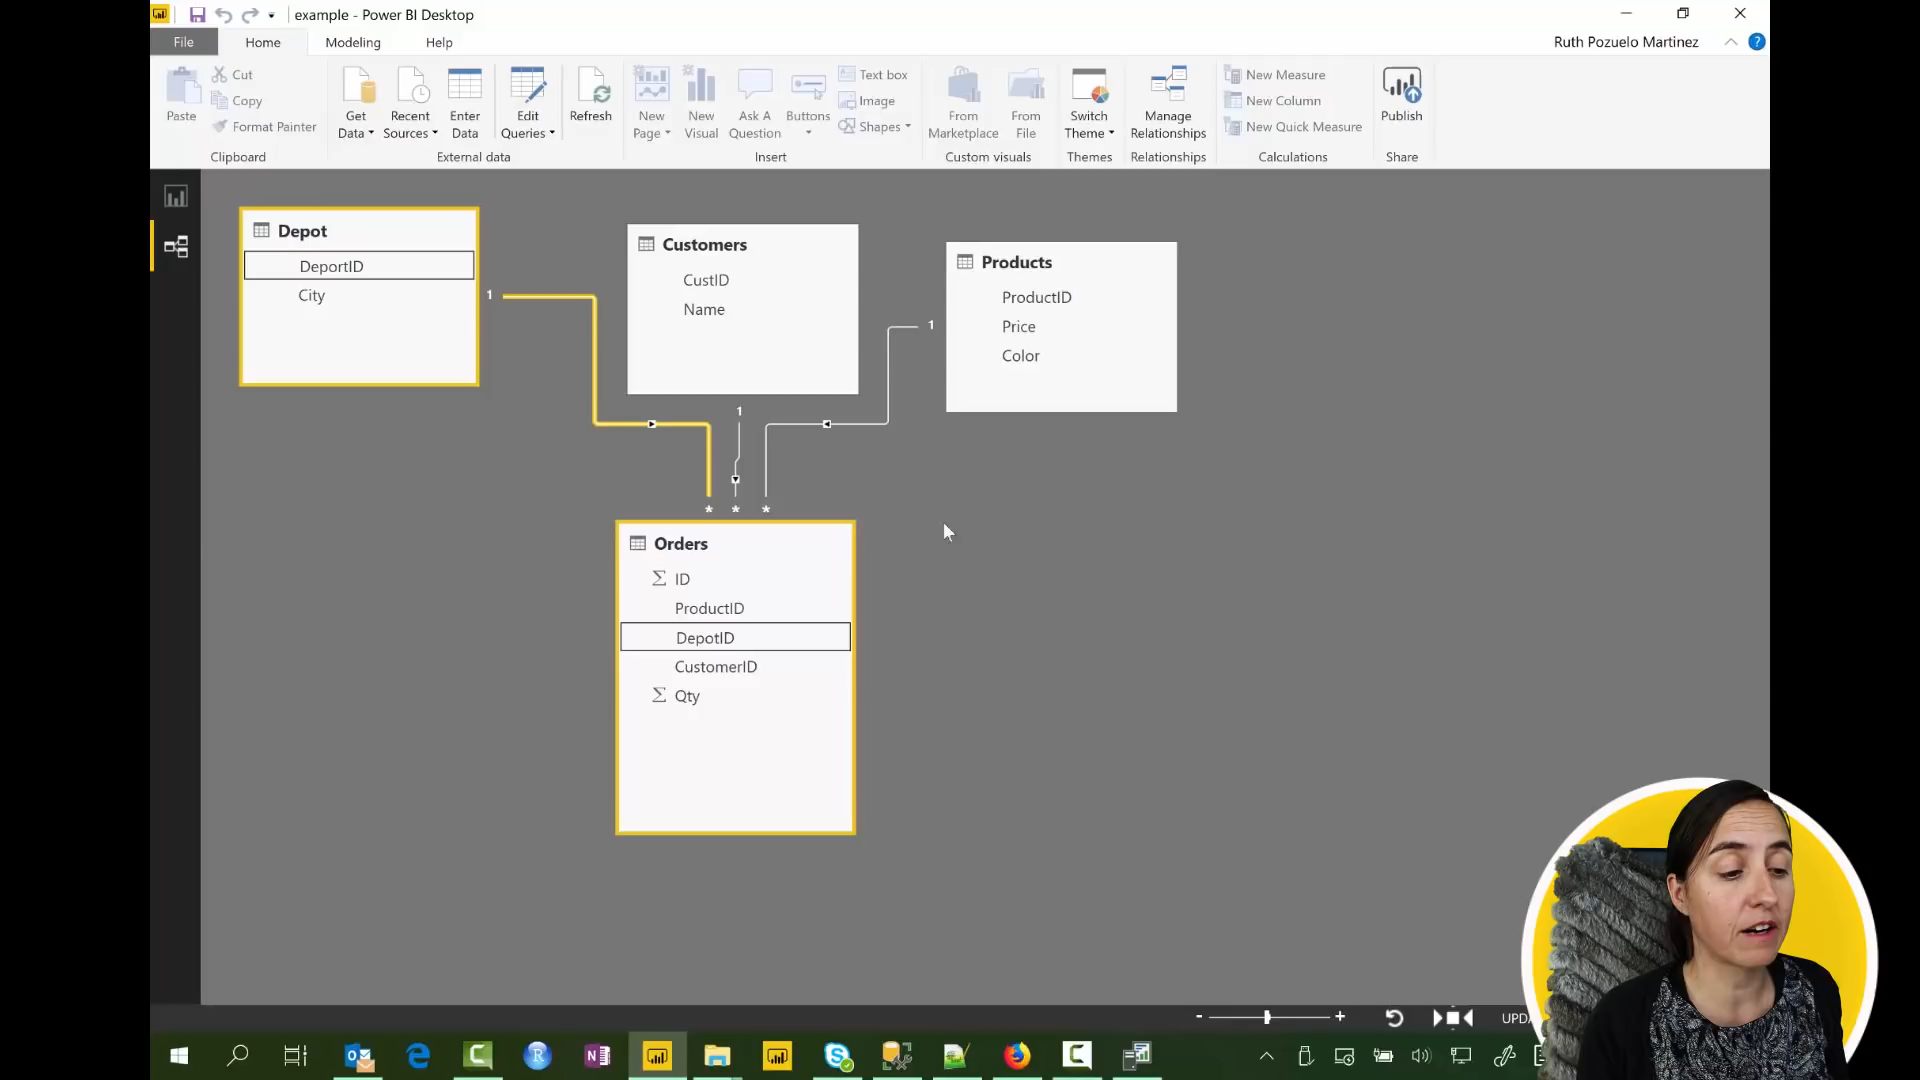 example - Power BI Desktop
File Home Modeling Help Ruth Pozuelo Martinez ?
Paste Cut Copy Format Painter
Get Data Recent Sources Enter Data Edit Queries Refresh
New Page New Visual Ask A Question Buttons Text box Image Shapes
From Marketplace From File Switch Theme Manage Relationships
New Measure
New Column
New Quick Measure
Publish
Clipboard External data Insert Custom visuals Themes Relationships Calculations Share
Depot
DeportID
City
1
Customers
CustID
Name
1
Products
ProductID
Price
Color
1
* * *
Orders
Σ ID
ProductID
DepotID
CustomerID
Σ Qty
- +